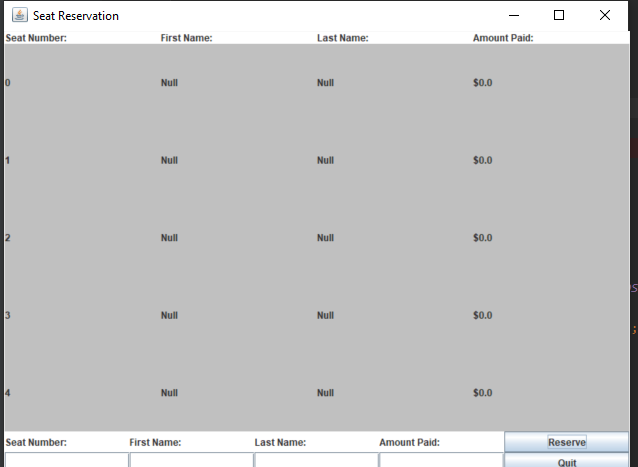 Seat Reservation
Seat Number: First Name: Last Name: Amount Paid:
0 Null Null $0.0
1 Null Null $0.0
2 Null Null $0.0
3 Null Null $0.0
4 Null Null $0.0
Seat Number: First Name: Last Name: Amount Paid: Reserve
Quit